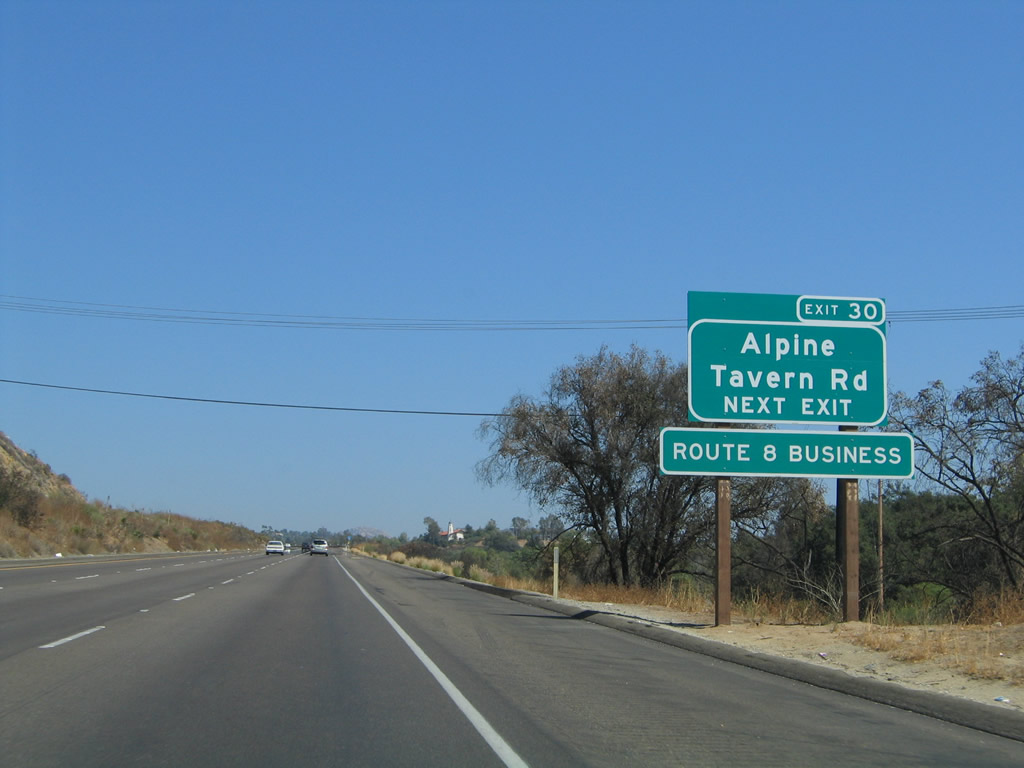 EXIT 30
Alpine
Tavern Rd
NEXT EXIT
ROUTE 8 BUSINESS